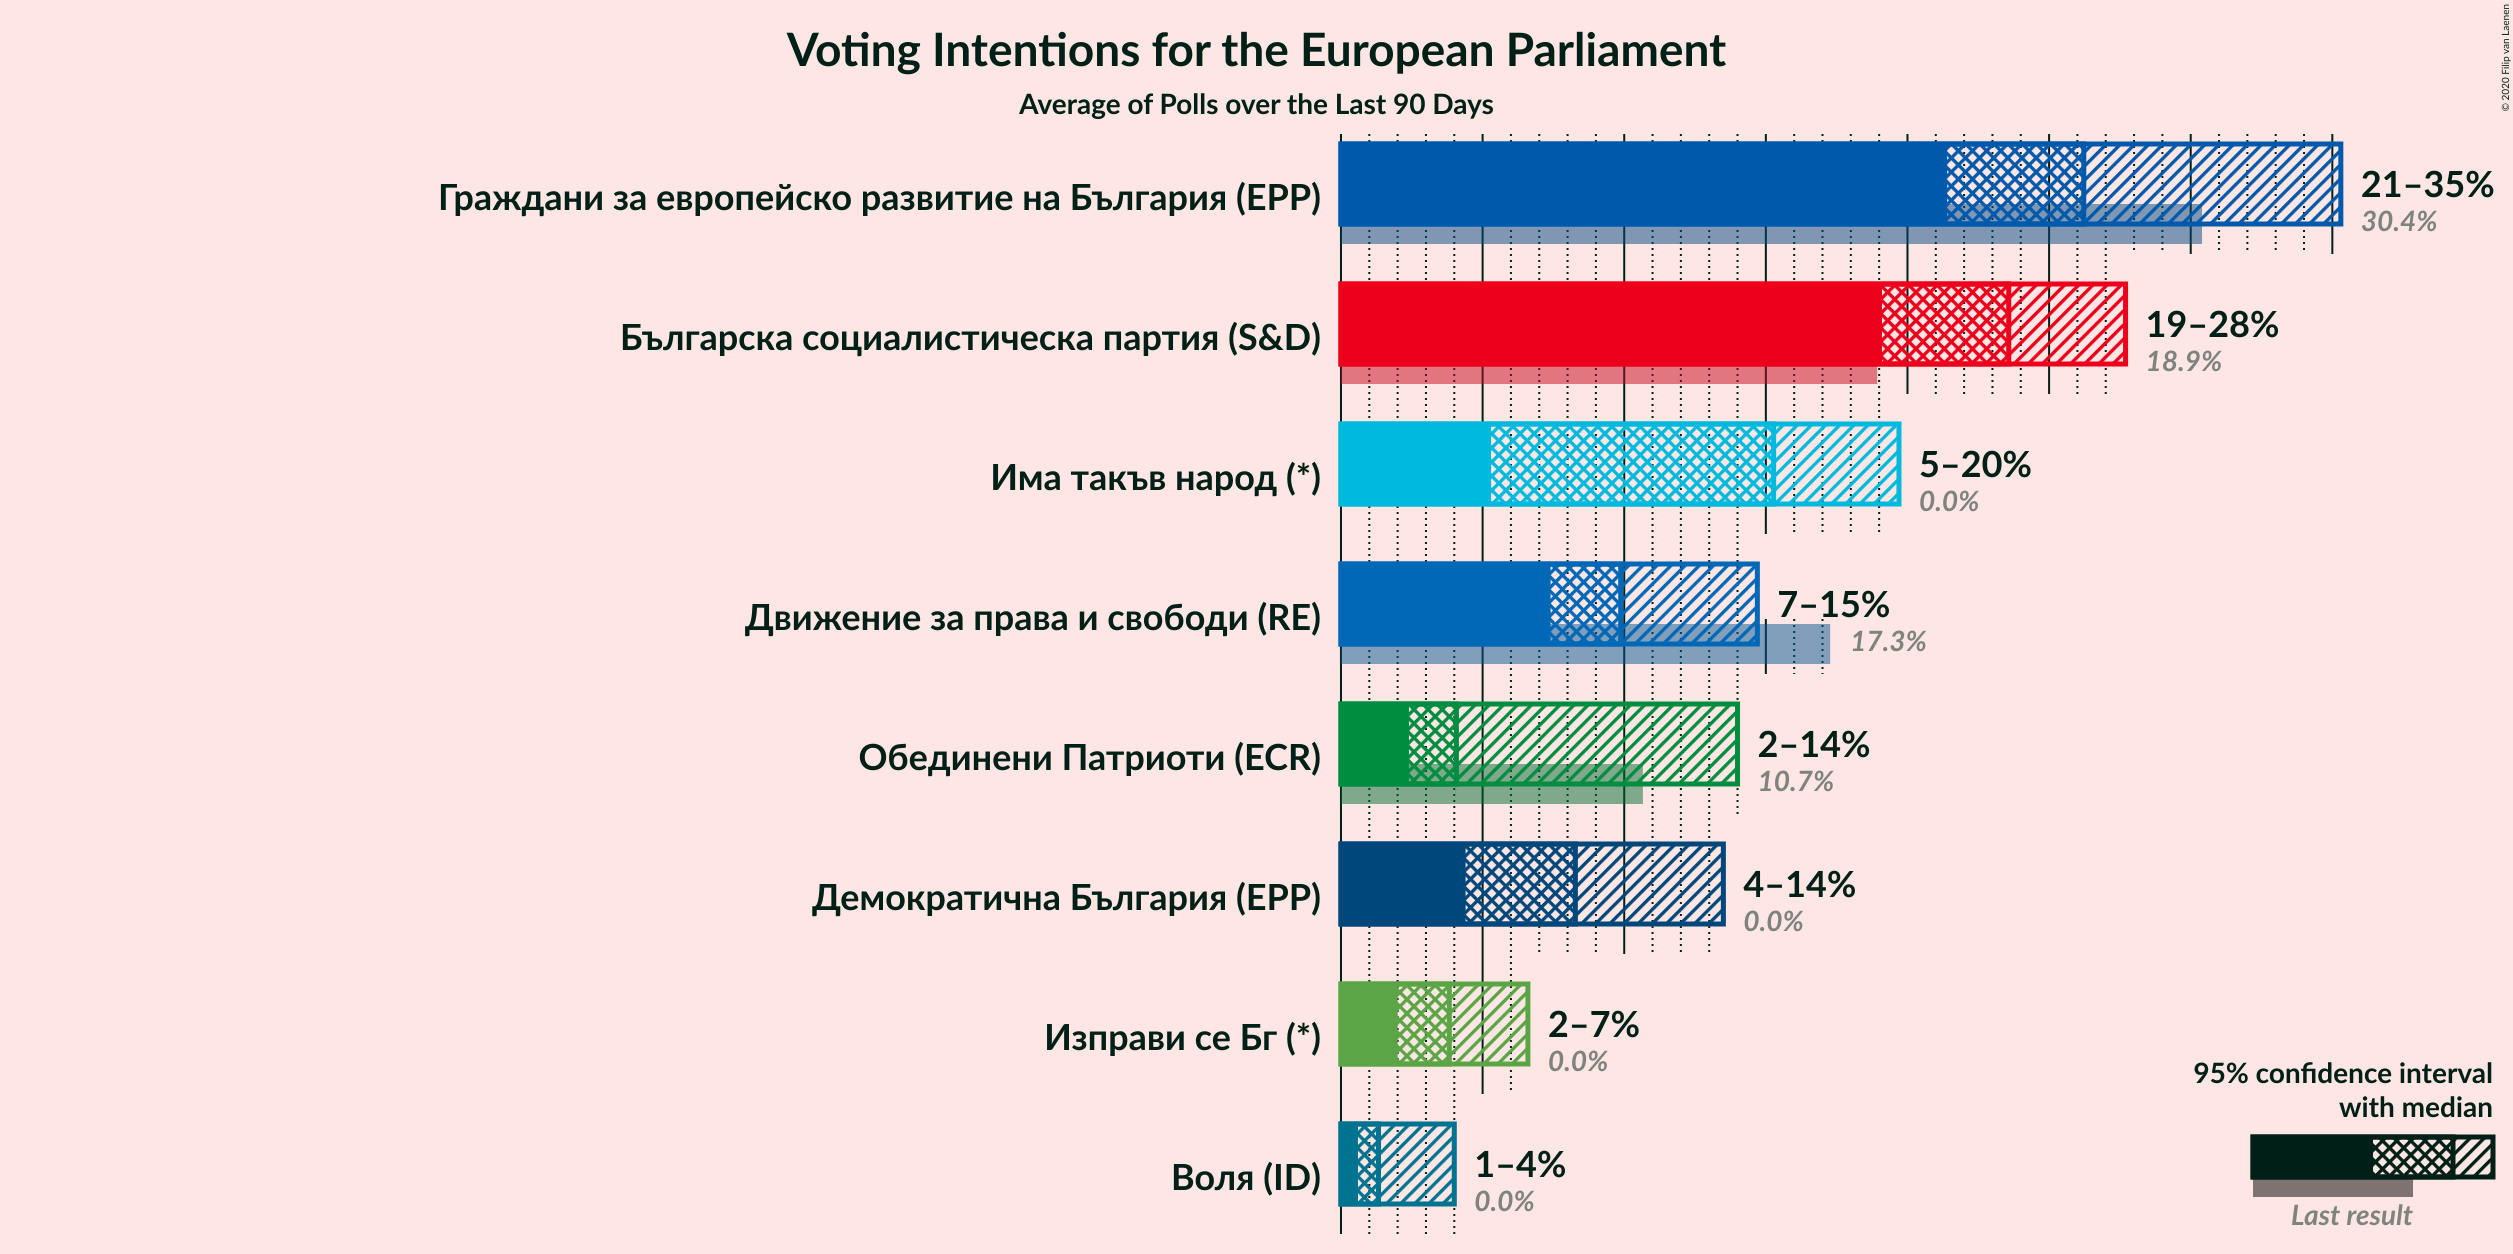 Voting Intentions for the European Parliament
Average of Polls over the Last 90 Days
© 2020 Filip van Laenen
Граждани за европейско развитие на България (EPP)
21–35%
30.4%
Българска социалистическа партия (S&D)
19–28%
18.9%
Има такъв народ (*)
5–20%
0.0%
Движение за права и свободи (RE)
7–15%
17.3%
Обединени Патриоти (ECR)
2–14%
10.7%
Демократична България (EPP)
4–14%
0.0%
Изправи се Бг (*)
2–7%
0.0%
Воля (ID)
1–4%
0.0%
95% confidence interval
with median
Last result